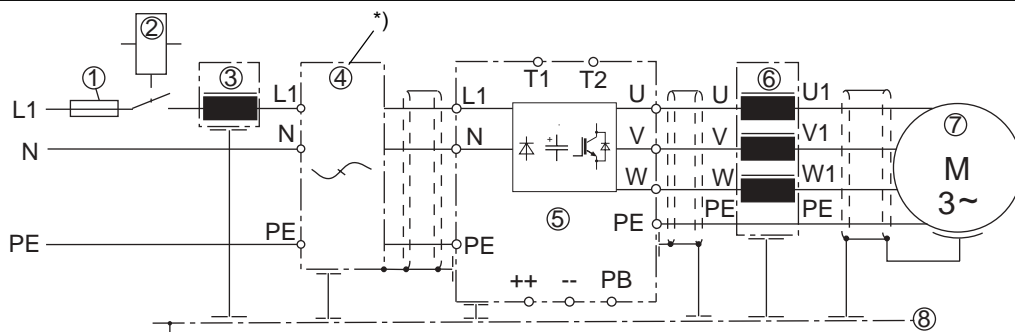 *)
②
T1 T2
① ③ ④ ⑥
L1 L1 L1 U U U1 ⑦
N N N V V V1
M
W W W1
3~
PE PE PE ⑤ PE PE PE
++ -- PB
⑧